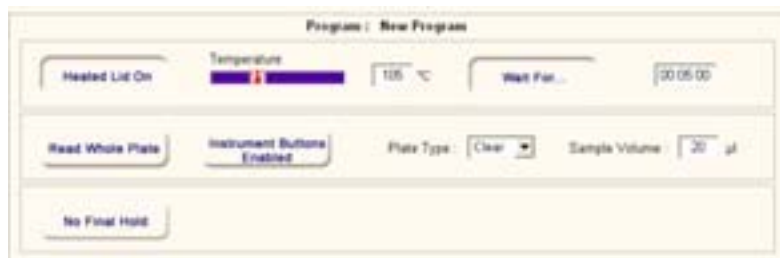 Program : New Program
Heated Lid On
Temperature
105 °C
Wait For...
00:05:00
Read Whole Plate
Instrument Buttons
Enabled
Plate Type : Clear
Sample Volume : 20 µl
No Final Hold